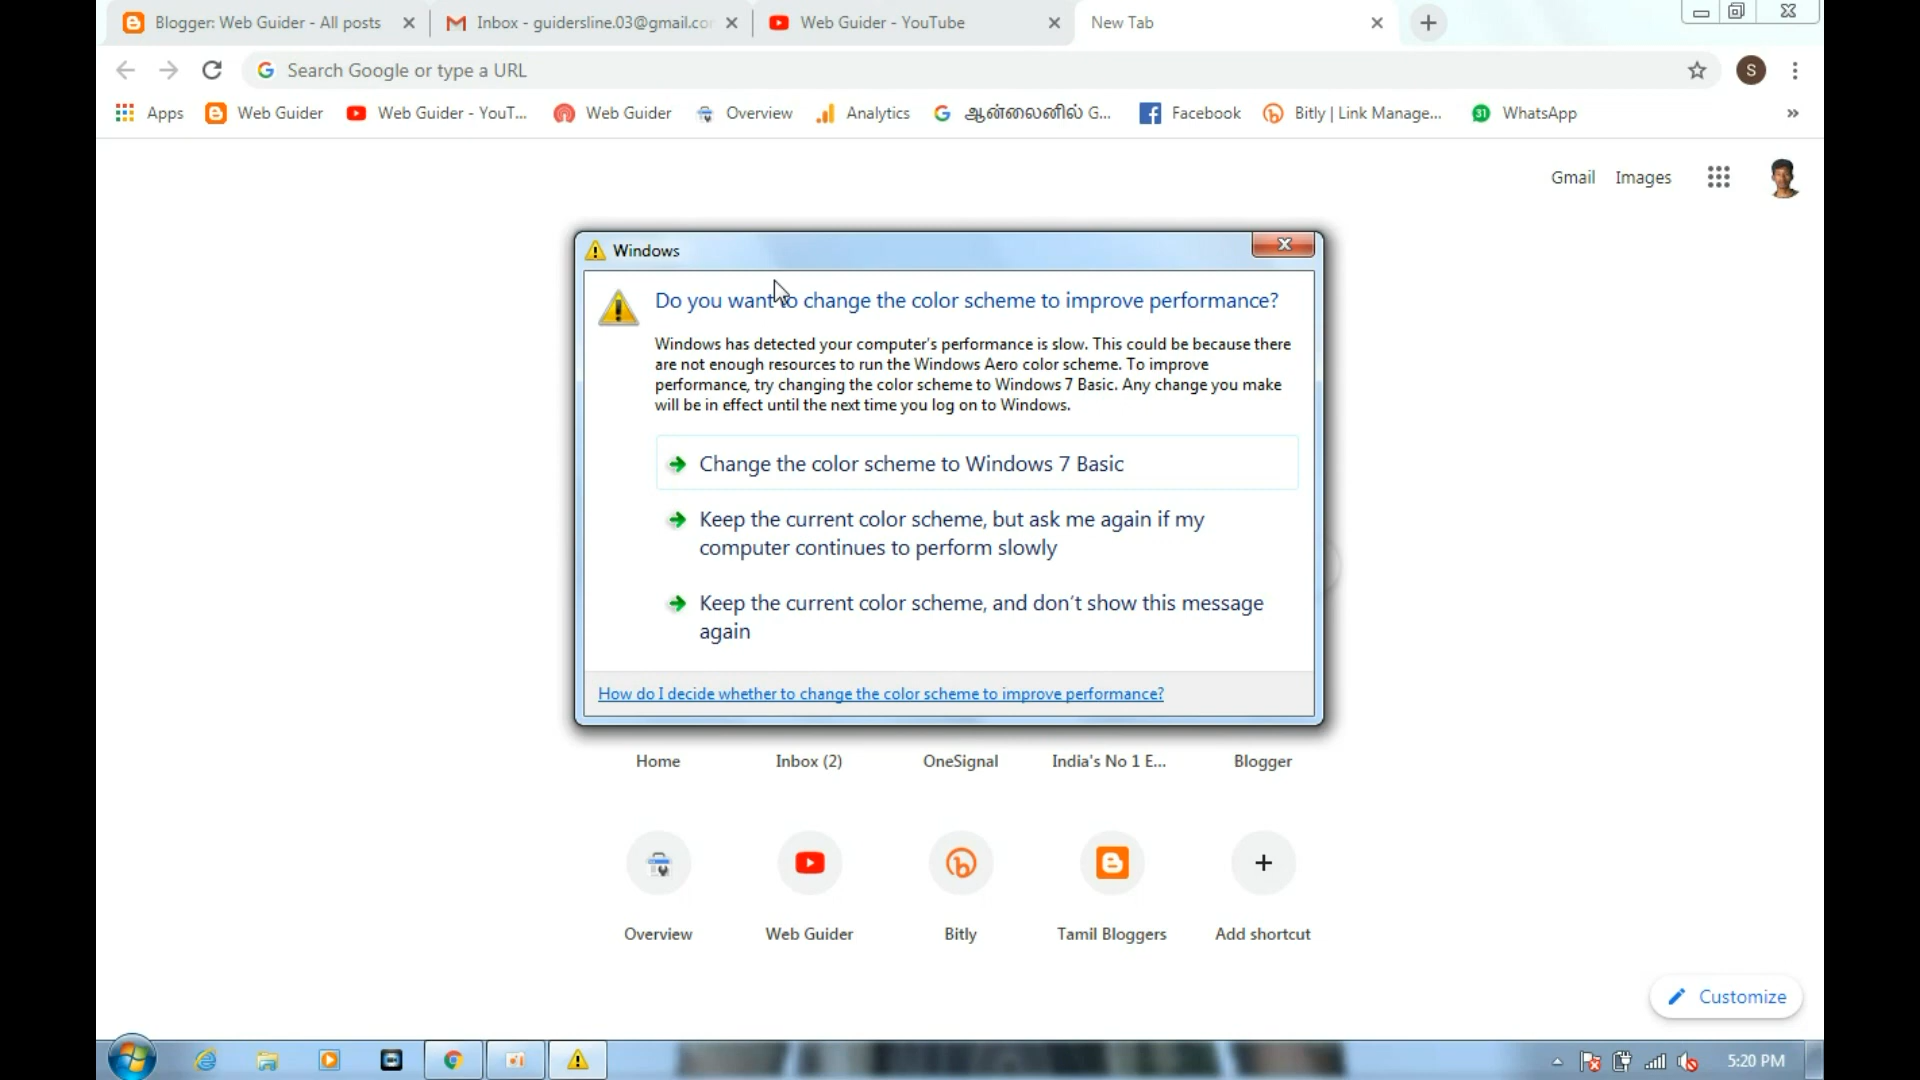 Blogger: Web Guider - All posts
Inbox - guidersline.03@gmail.cor
Web Guider - YouTube
New Tab
Search Google or type a URL
S
Apps
Web Guider
Web Guider - YouT...
Web Guider
Overview
Analytics
ஆன்லைனில் G...
Facebook
Bitly | Link Manage...
31
WhatsApp
»
Gmail
Images
Windows
Do you want to change the color scheme to improve performance?
Windows has detected your computer's performance is slow. This could be because there
are not enough resources to run the Windows Aero color scheme. To improve
performance, try changing the color scheme to Windows 7 Basic. Any change you make
will be in effect until the next time you log on to Windows.
Change the color scheme to Windows 7 Basic
Keep the current color scheme, but ask me again if my
computer continues to perform slowly
Keep the current color scheme, and don't show this message
again
How do I decide whether to change the color scheme to improve performance?
Home
Inbox (2)
OneSignal
India's No 1 E...
Blogger
Overview
Web Guider
Bitly
Tamil Bloggers
Add shortcut
Customize
5:20 PM